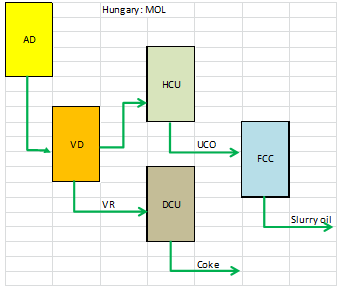 Hungary: MOL
AD
HCU
VD
UCO
FCC
VR
DCU
Slurry oil
Coke